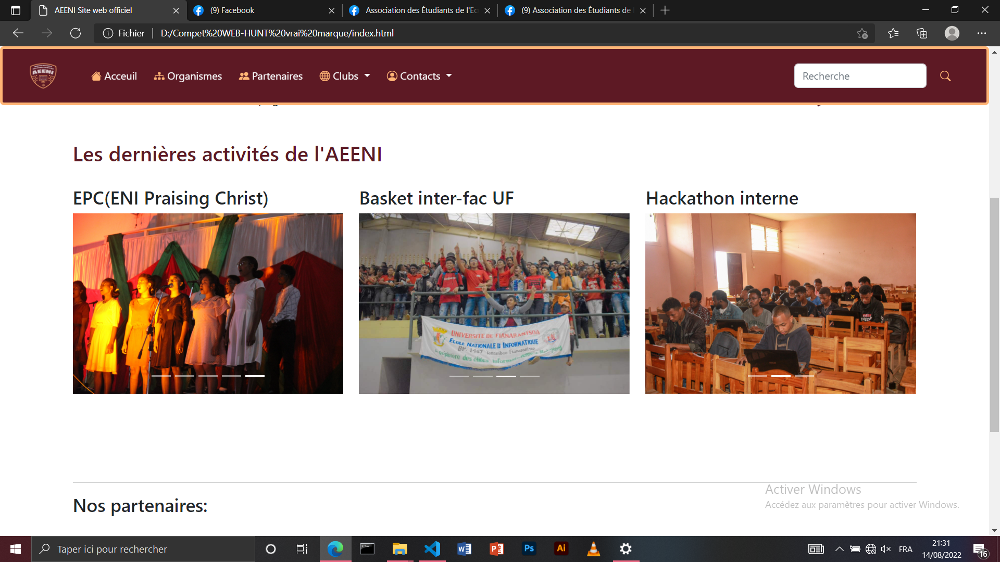 AEENI Site web officiel
(9) Facebook
Association des Étudiants de l'Ec
(9) Association des Étudiants de
Fichier
D:/Compet%20WEB-HUNT%20vrai%20marque/index.html
AEENI
Acceuil
Organismes
Partenaires
Clubs
Contacts
Recherche
Les dernières activités de l'AEENI
EPC(ENI Praising Christ)
Basket inter-fac UF
Hackathon interne
UNIVERSITE DE FIANARANTSOA
ECOLE NATIONALE D'INFORMATIQUE
BP 1487 Tanambao Fianarantsoa
des élites
Activer Windows
Accédez aux paramètres pour activer Windows.
Nos partenaires:
Taper ici pour rechercher
Ps
Ai
FRA
21:31
14/08/2022
16